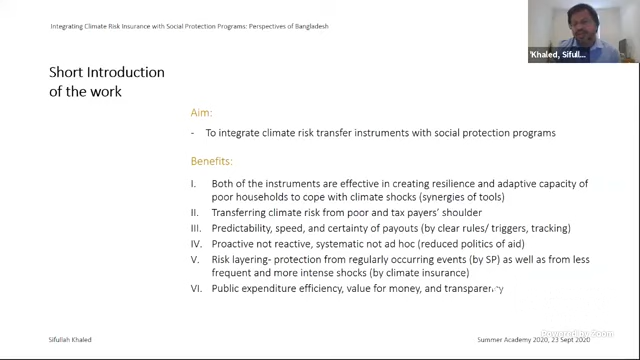 Integrating Climate Risk Insurance with Social Protection Programs: Perspectives of Bangladesh
'Khaled, Sifull...
Short Introduction
of the work
Aim:
- To integrate climate risk transfer instruments with social protection programs
Benefits:
I. Both of the instruments are effective in creating resilience and adaptive capacity of
poor households to cope with climate shocks (synergies of tools)
II. Transferring climate risk from poor and tax payers' shoulder
III. Predictability, speed, and certainty of payouts (by clear rules/ triggers, tracking)
IV. Proactive not reactive, systematic not ad hoc (reduced politics of aid)
V. Risk layering- protection from regularly occurring events (by SP) as well as from less
frequent and more intense shocks (by climate insurance)
VI. Public expenditure efficiency, value for money, and transparency
Powered by Zoom
Sifullah Khaled
Summer Academy 2020, 23 Sept 2020